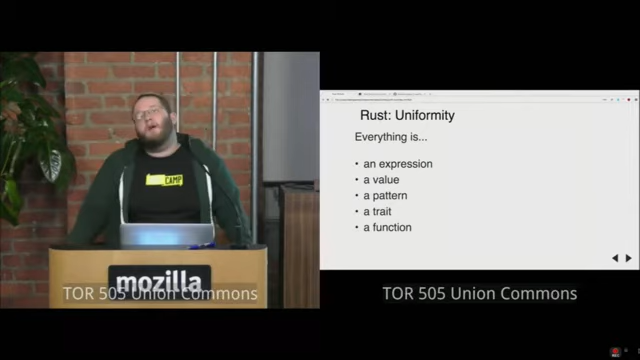 CAMP
mozilla
TOR 505 Union Commons
Rust: Uniformity
Everything is...
• an expression
• a value
• a pattern
• a trait
• a function
TOR 505 Union Commons